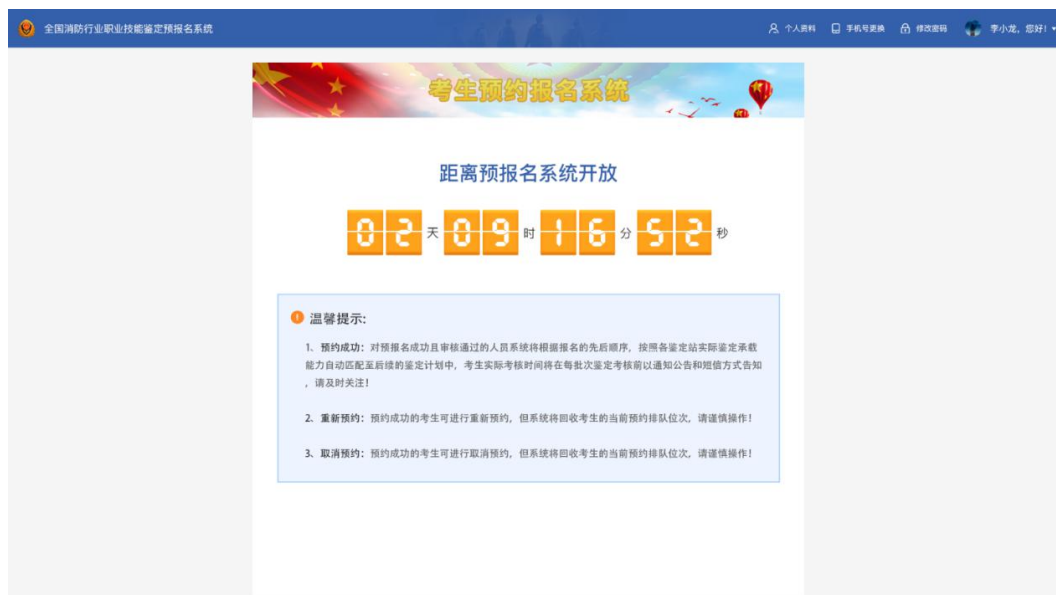 全国消防行业职业技能鉴定预报名系统
个人资料 手机号更换 修改密码 李小龙，您好！
考生预约报名系统
距离预报名系统开放
02 天 09 时 16 分 52 秒
温馨提示:
1、预约成功：对预报名成功且审核通过的人员系统将根据报名的先后顺序，按照各鉴定站实际鉴定承载
能力自动匹配至后续的鉴定计划中，考生实际考核时间将在每批次鉴定考核前以通知公告和短信方式告知
，请及时关注！
2、重新预约：预约成功的考生可进行重新预约，但系统将回收考生的当前预约排队位次，请谨慎操作！
3、取消预约：预约成功的考生可进行取消预约，但系统将回收考生的当前预约排队位次，请谨慎操作！